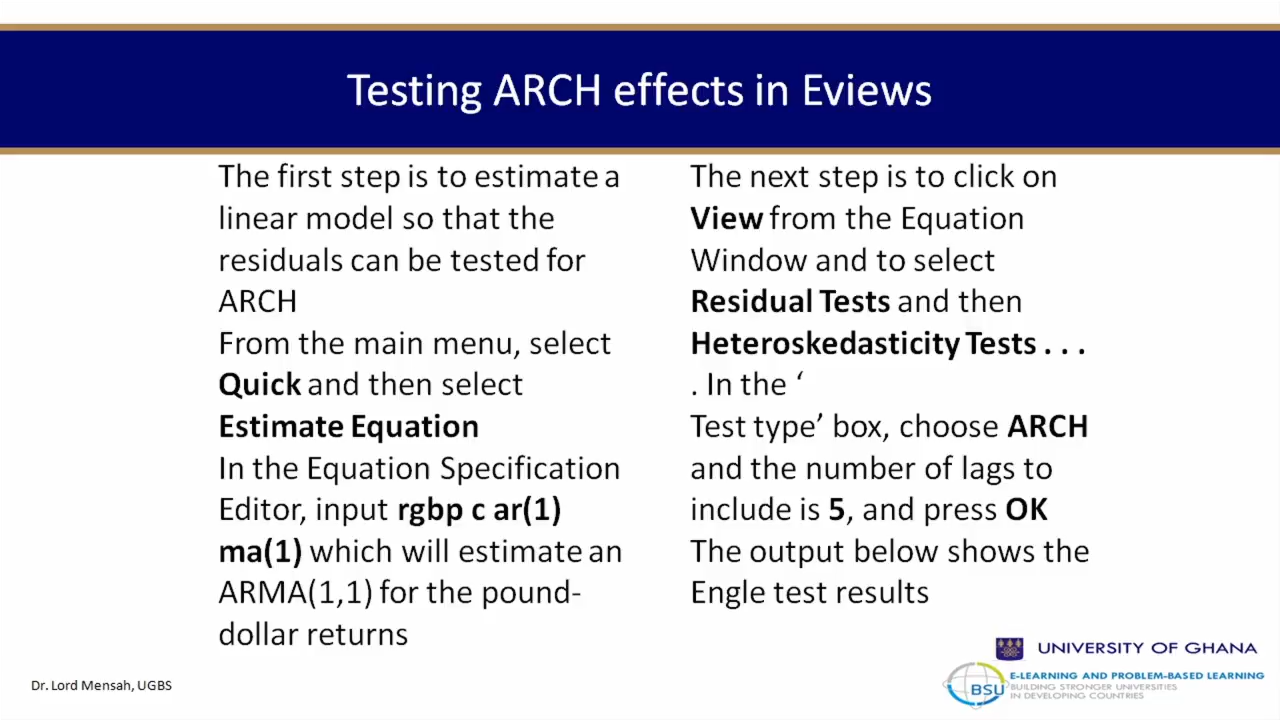 Testing ARCH effects in Eviews
The first step is to estimate a
linear model so that the
residuals can be tested for
ARCH
From the main menu, select
Quick and then select
Estimate Equation
In the Equation Specification
Editor, input rgbp c ar(1)
ma(1) which will estimate an
ARMA(1,1) for the pound-
dollar returns
The next step is to click on
View from the Equation
Window and to select
Residual Tests and then
Heteroskedasticity Tests . . .
. In the ‘
Test type’ box, choose ARCH
and the number of lags to
include is 5, and press OK
The output below shows the
Engle test results
Dr. Lord Mensah, UGBS
UNIVERSITY OF GHANA
BSU
E-LEARNING AND PROBLEM-BASED LEARNING
BUILDING STRONGER UNIVERSITIES
IN DEVELOPING COUNTRIES